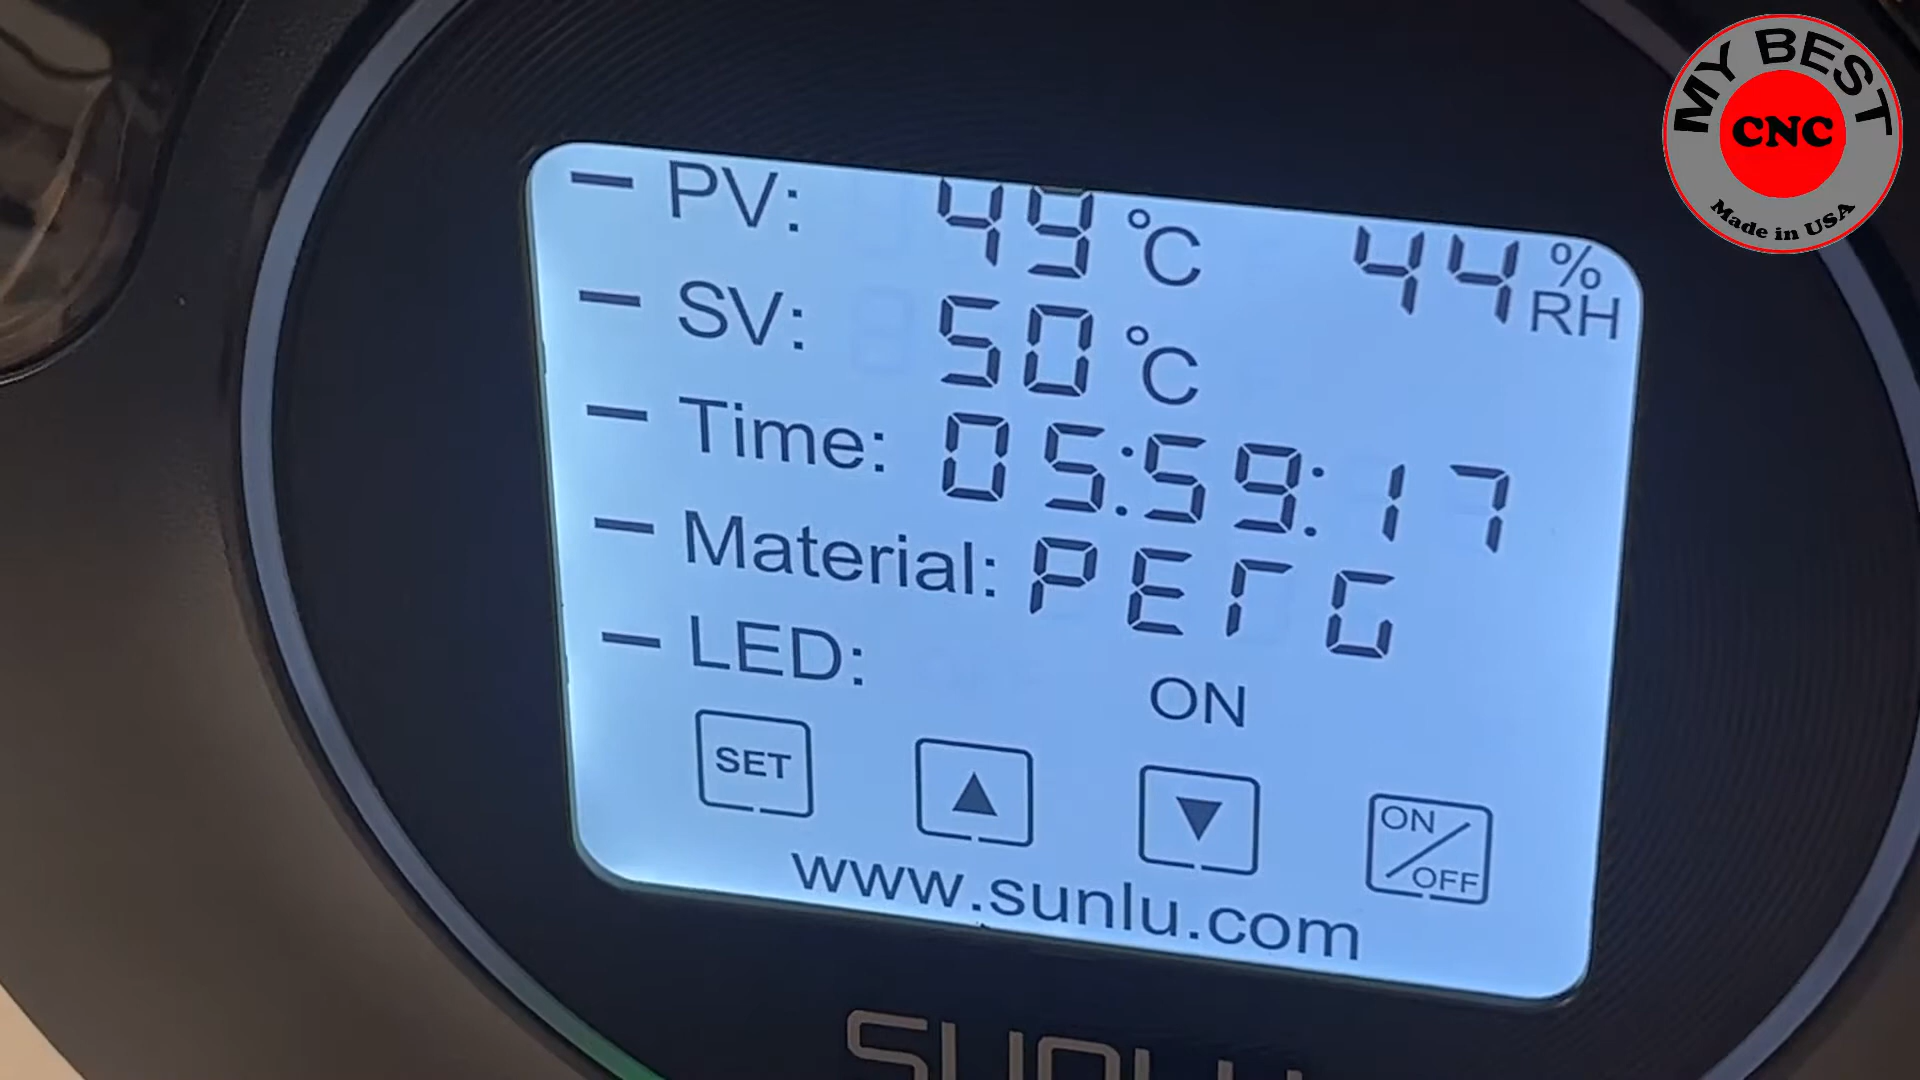 — PV: 49 °C 44 % RH
— SV: 50 °C
— Time: 05:59:17
— Material: PETG
— LED: ON
SET ▲ ▼ ON/OFF
www.sunlu.com
SUNLU
MY BEST
CNC
Made in USA